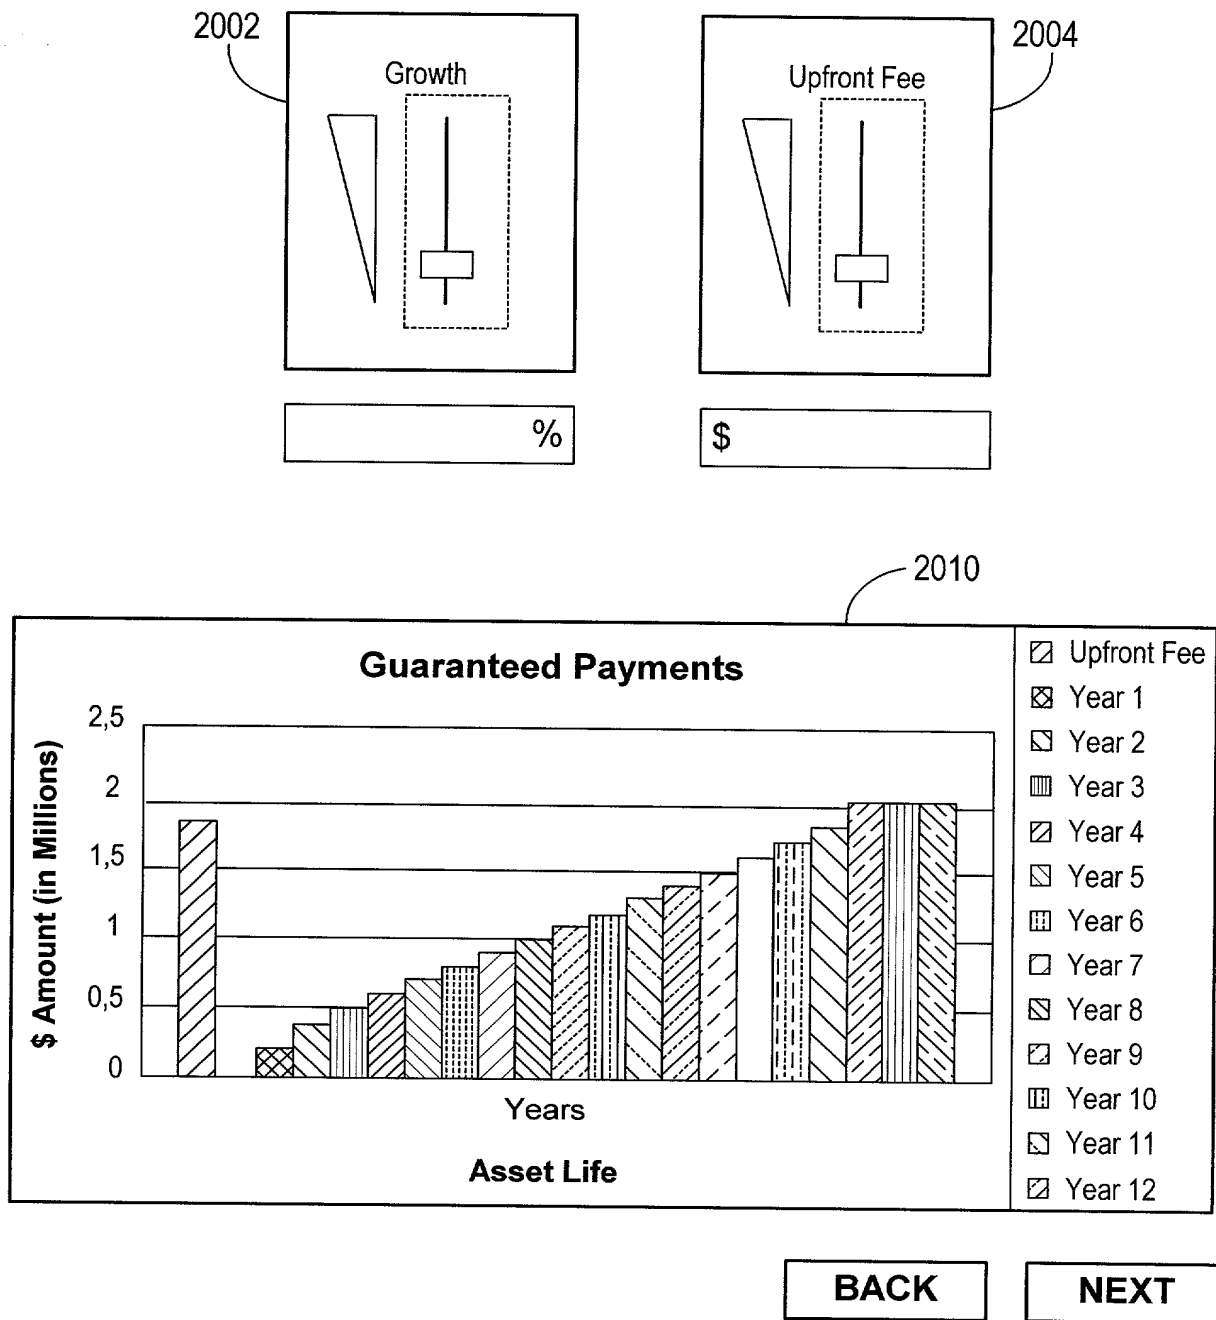 2002
2004
Growth
Upfront Fee
%
$
2010
Guaranteed Payments
$ Amount (in Millions)
2,5
2
1,5
1
0,5
0
Years
Asset Life
Upfront Fee
Year 1
Year 2
Year 3
Year 4
Year 5
Year 6
Year 7
Year 8
Year 9
Year 10
Year 11
Year 12
BACK
NEXT